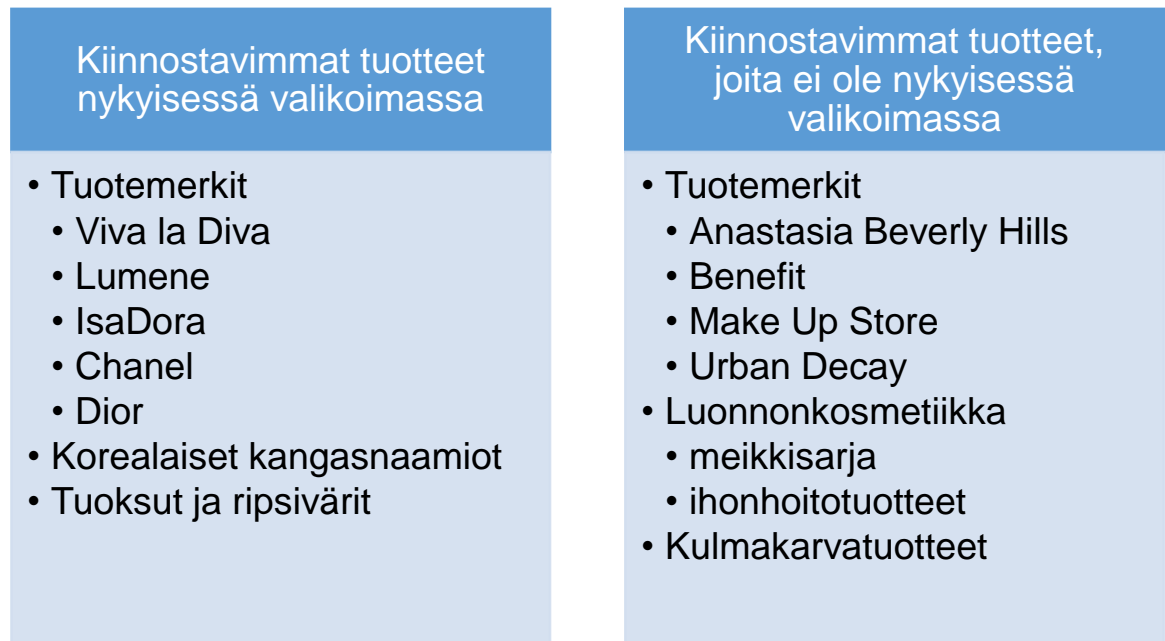 Kiinnostavimmat tuotteet
nykyisessä valikoimassa
• Tuotemerkit
• Viva la Diva
• Lumene
• IsaDora
• Chanel
• Dior
• Korealaiset kangasnaamiot
• Tuoksut ja ripsivärit
Kiinnostavimmat tuotteet,
joita ei ole nykyisessä
valikoimassa
• Tuotemerkit
• Anastasia Beverly Hills
• Benefit
• Make Up Store
• Urban Decay
• Luonnonkosmetiikka
• meikkisarja
• ihonhoitotuotteet
• Kulmakarvatuotteet